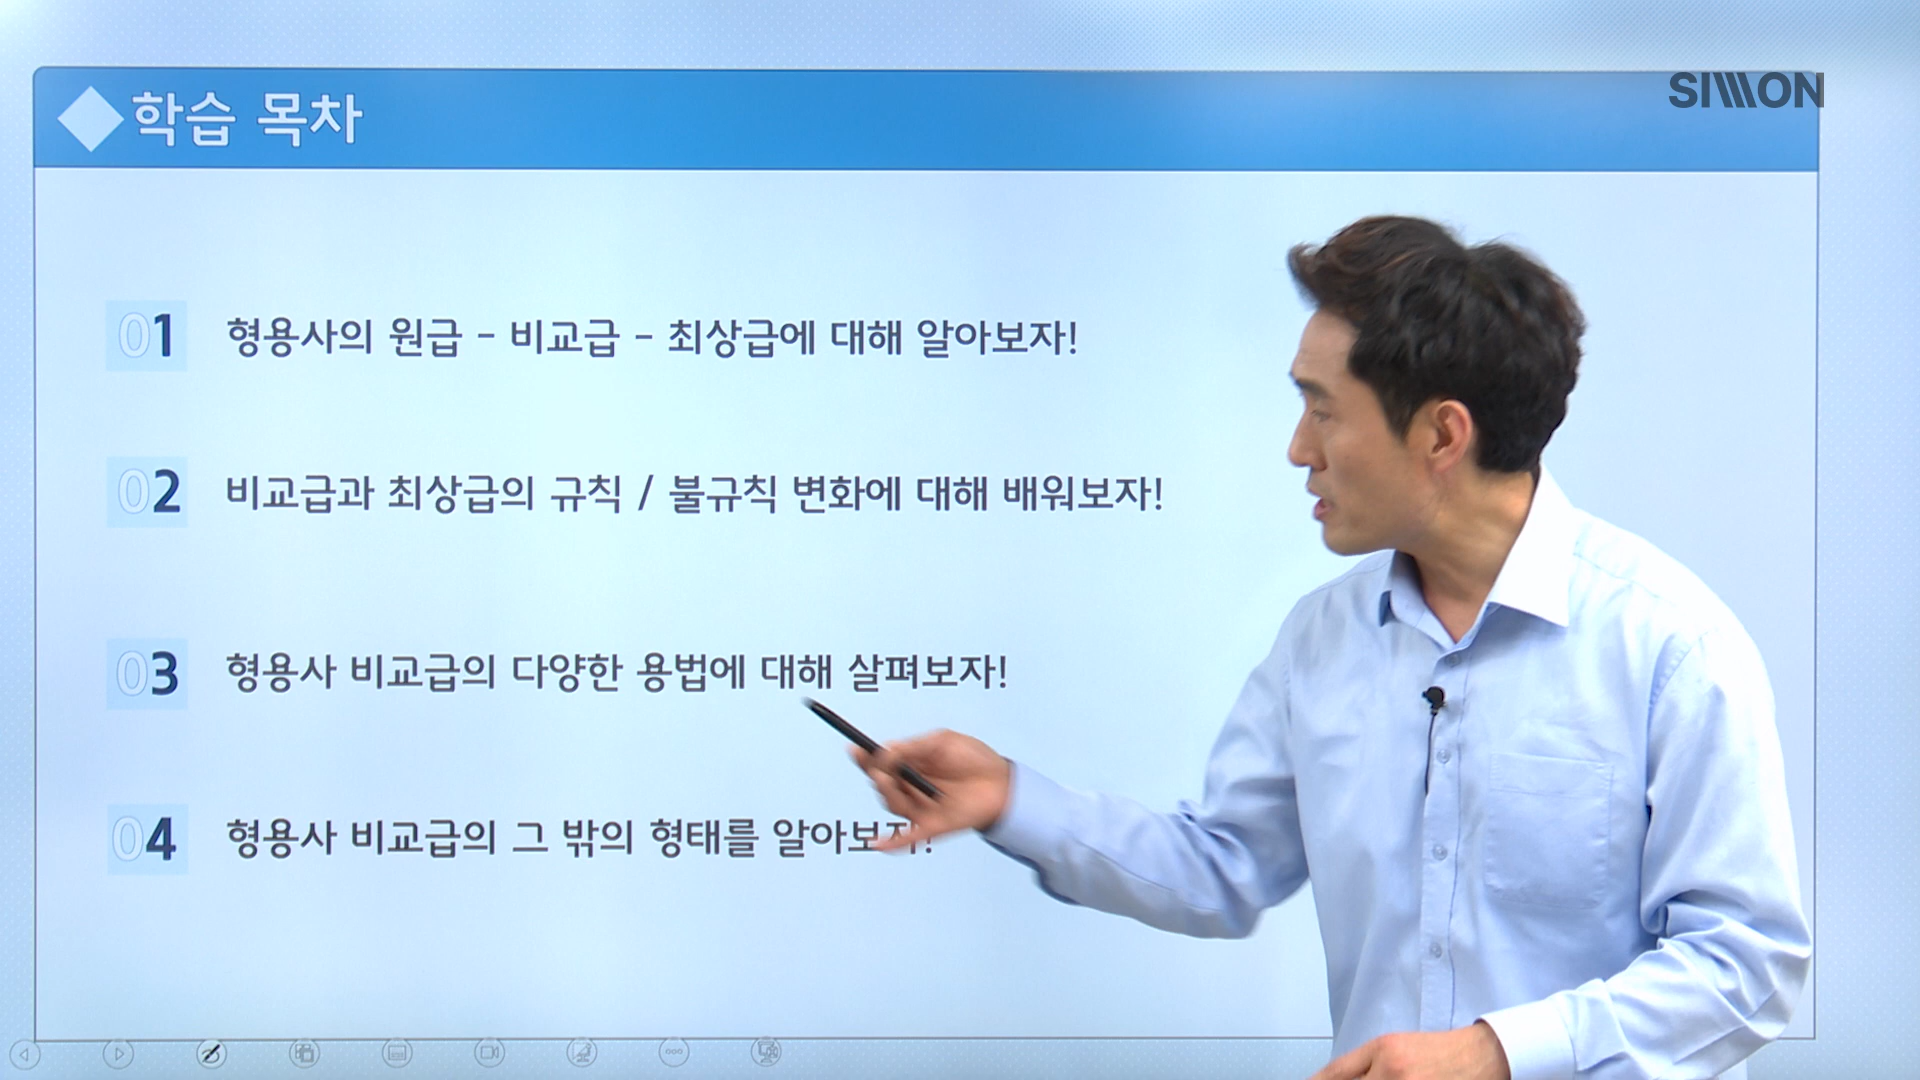 학습 목차
SIMON
01 형용사의 원급 - 비교급 - 최상급에 대해 알아보자!
02 비교급과 최상급의 규칙 / 불규칙 변화에 대해 배워보자!
03 형용사 비교급의 다양한 용법에 대해 살펴보자!
04 형용사 비교급의 그 밖의 형태를 알아보자!